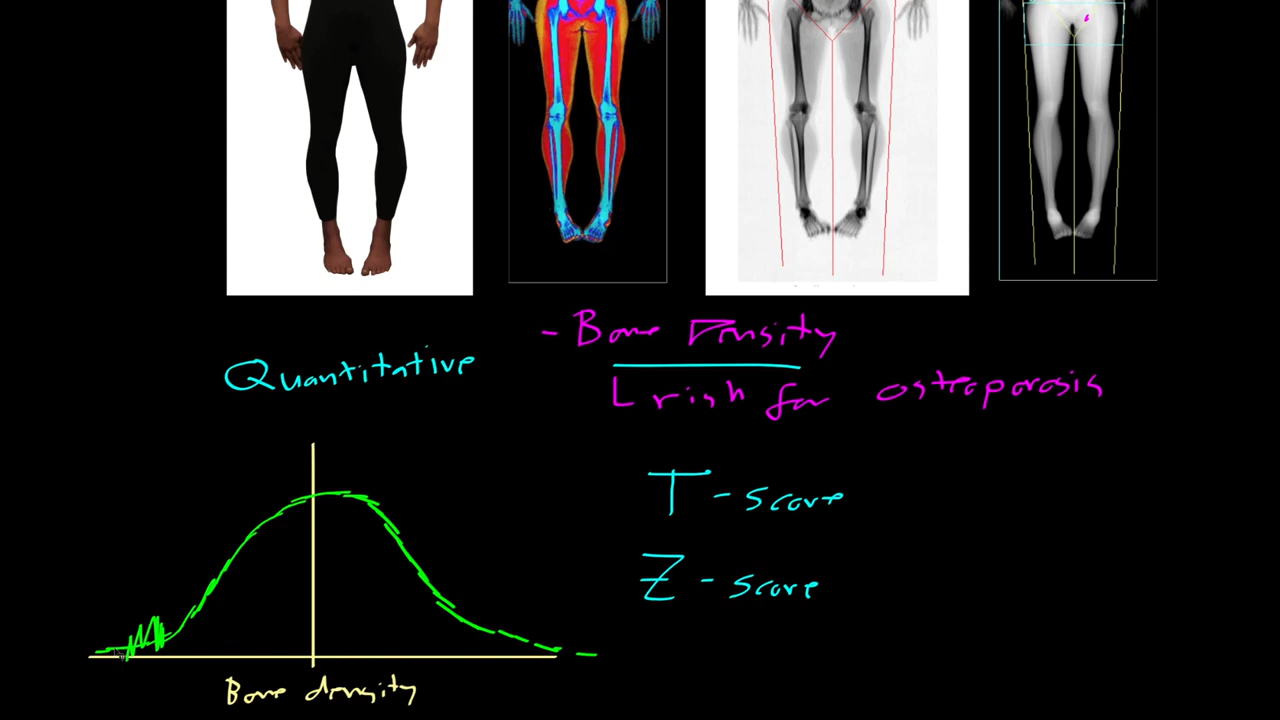 - Bone Density
Quantitative
L risk for osteoporosis
T - score
Z - score
Bone density